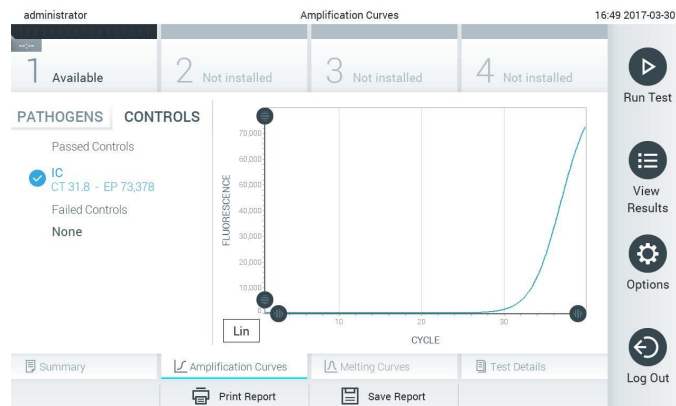 administrator
Amplification Curves
16:49 2017-03-30
--:--
1 Available
2 Not installed
3 Not installed
4 Not installed
Run Test
View
Results
Options
Log Out
PATHOGENS
CONTROLS
Passed Controls
IC
CT 31.8 - EP 73,378
Failed Controls
None
FLUORESCENCE
70,000
60,000
50,000
40,000
30,000
20,000
10,000
0
10
20
30
CYCLE
Lin
Summary
Amplification Curves
Melting Curves
Test Details
Print Report
Save Report